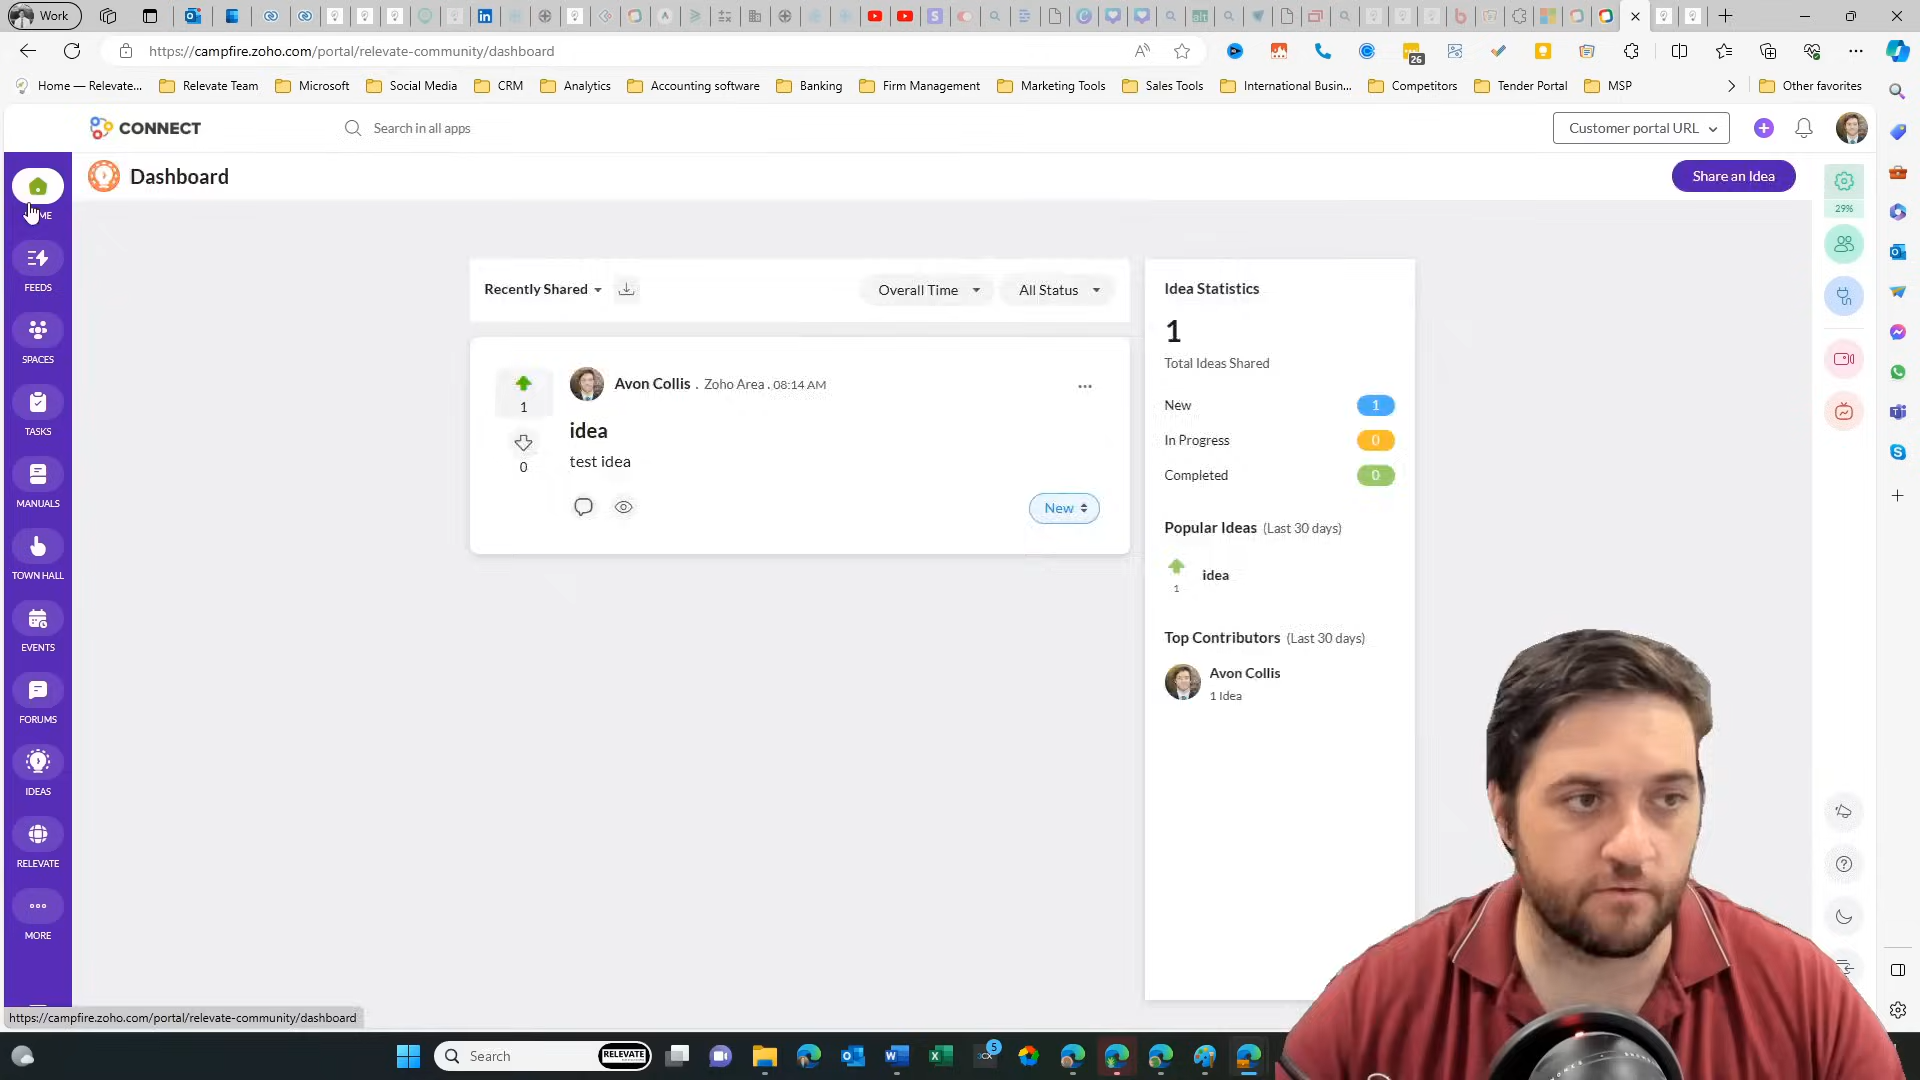 Work
https://campfire.zoho.com/portal/relevate-community/dashboard
26
Home — Relevate...
Relevate Team
Microsoft
Social Media
CRM
Analytics
Accounting software
Banking
Firm Management
Marketing Tools
Sales Tools
International Busin...
Competitors
Tender Portal
MSP
Other favorites
CONNECT
Search in all apps
Customer portal URL
Dashboard
Share an Idea
29%
FEEDS
SPACES
TASKS
MANUALS
TOWN HALL
EVENTS
FORUMS
IDEAS
RELEVATE
MORE
Recently Shared
Overall Time
All Status
1
Avon Collis . Zoho Area . 08:14 AM
idea
0
test idea
New
Idea Statistics
1
Total Ideas Shared
New 1
In Progress 0
Completed 0
Popular Ideas (Last 30 days)
1
idea
Top Contributors (Last 30 days)
Avon Collis
1 Idea
https://campfire.zoho.com/portal/relevate-community/dashboard
Search
RELEVATE
5